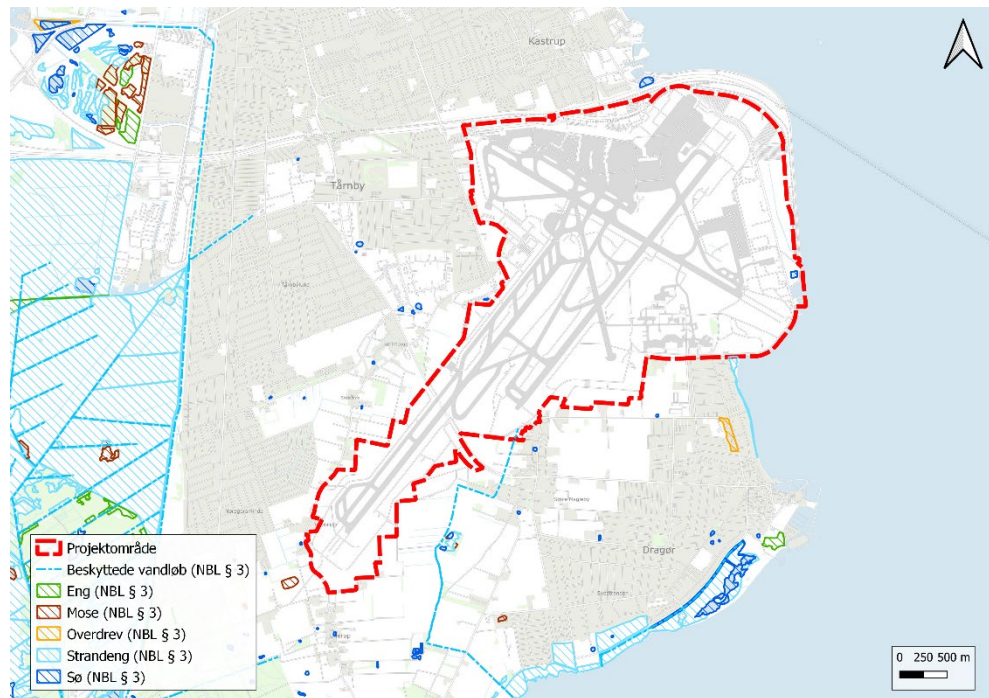 Kastrup
Tårnby
Dragør
Projektområde
Beskyttede vandløb (NBL § 3)
Eng (NBL § 3)
Mose (NBL § 3)
Overdrev (NBL § 3)
Strandeng (NBL § 3)
Sø (NBL § 3)
0 250 500 m